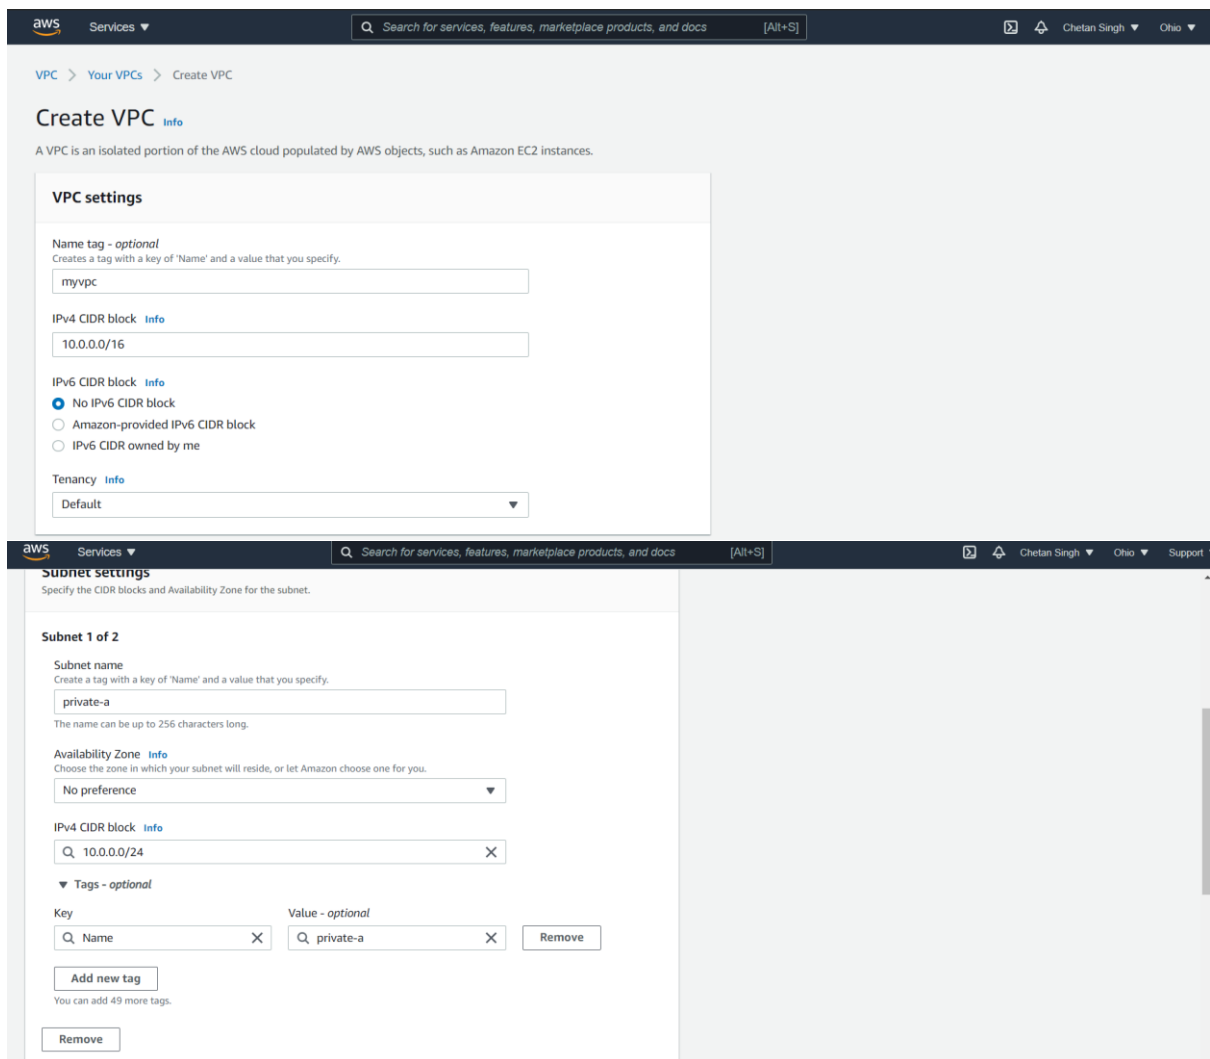 aws Services ▼ Search for services, features, marketplace products, and docs [Alt+S] Chetan Singh ▼ Ohio ▼
VPC > Your VPCs > Create VPC
Create VPC Info
A VPC is an isolated portion of the AWS cloud populated by AWS objects, such as Amazon EC2 instances.
VPC settings
Name tag - optional
Creates a tag with a key of 'Name' and a value that you specify.
myvpc
IPv4 CIDR block Info
10.0.0.0/16
IPv6 CIDR block Info
No IPv6 CIDR block
Amazon-provided IPv6 CIDR block
IPv6 CIDR owned by me
Tenancy Info
Default
aws Services ▼ Search for services, features, marketplace products, and docs [Alt+S] Chetan Singh ▼ Ohio ▼ Support
Subnet settings
Specify the CIDR blocks and Availability Zone for the subnet.
Subnet 1 of 2
Subnet name
Create a tag with a key of 'Name' and a value that you specify.
private-a
The name can be up to 256 characters long.
Availability Zone Info
Choose the zone in which your subnet will reside, or let Amazon choose one for you.
No preference
IPv4 CIDR block Info
10.0.0.0/24
▼ Tags - optional
Key Value - optional
Name private-a Remove
Add new tag
You can add 49 more tags.
Remove